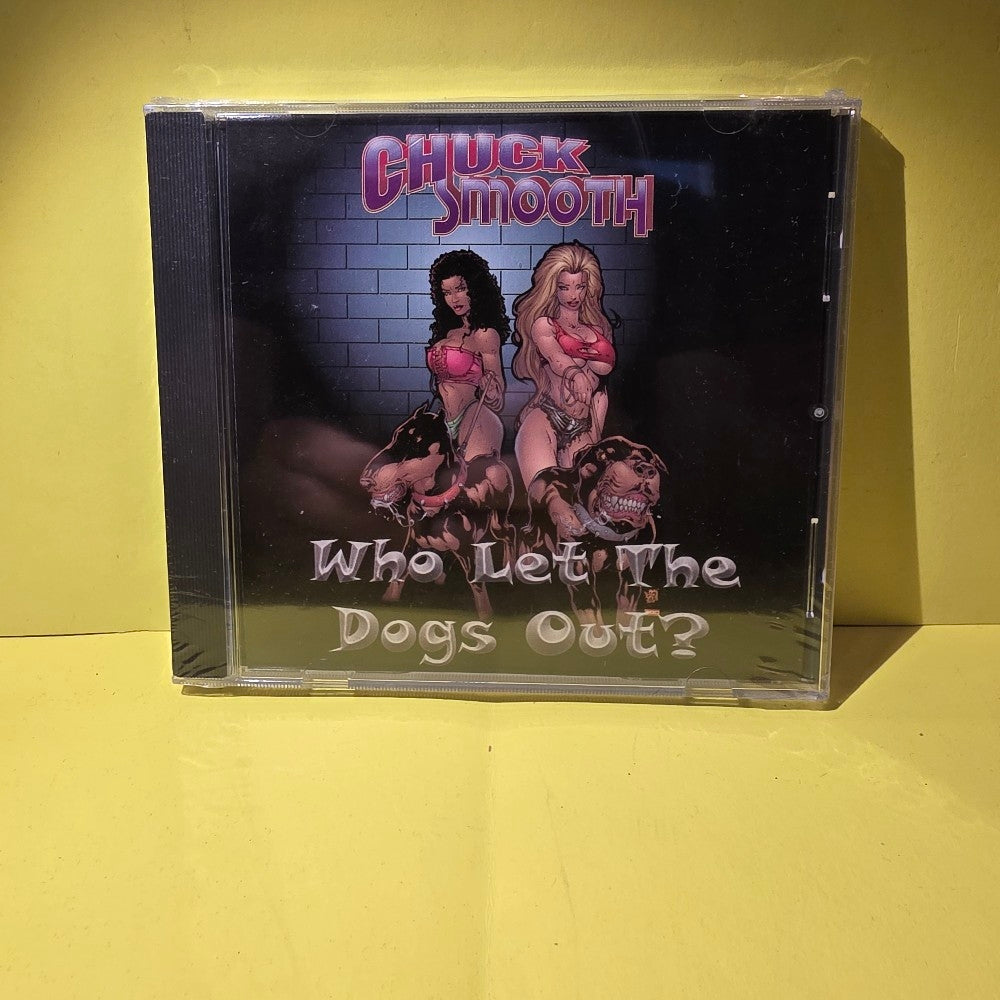 CHUCK
SMOOTH
Who Let The
Dogs Out?